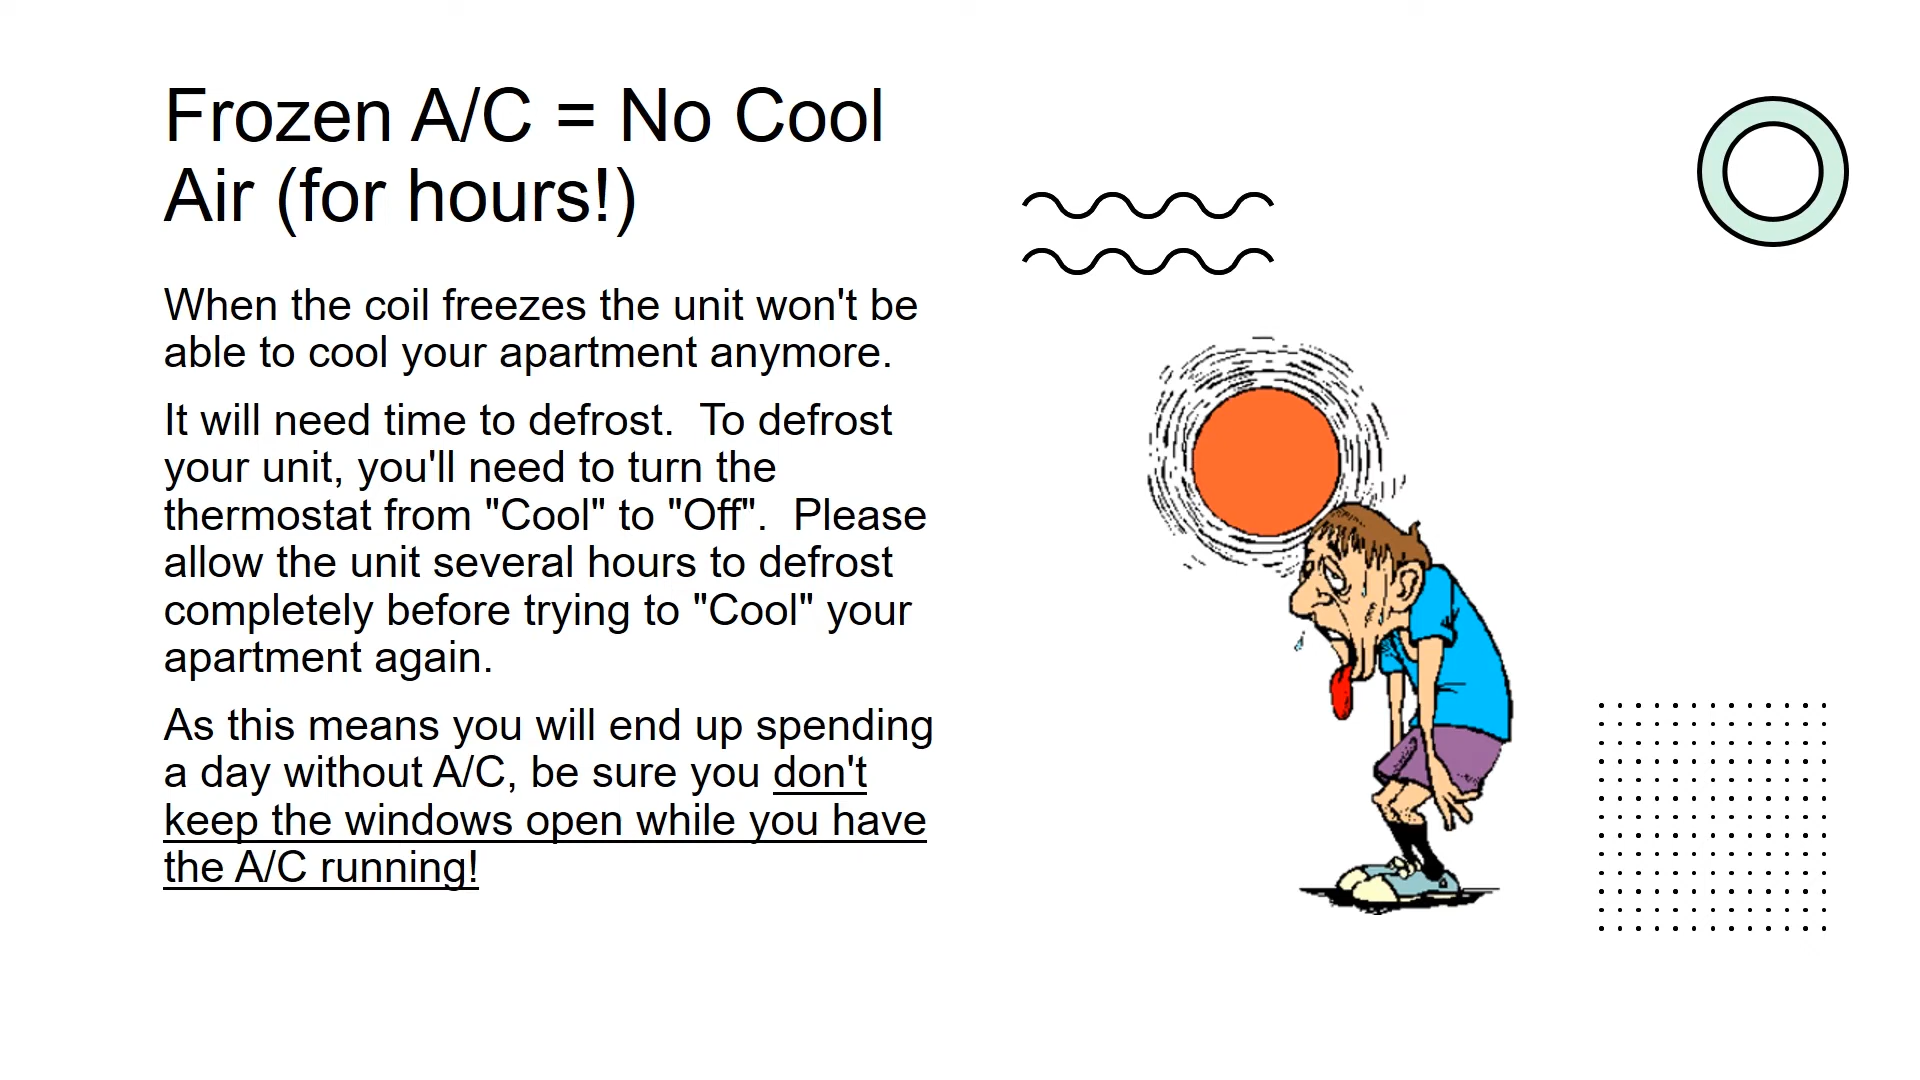 Frozen A/C = No Cool
Air (for hours!)
When the coil freezes the unit won't be
able to cool your apartment anymore.
It will need time to defrost.  To defrost
your unit, you'll need to turn the
thermostat from "Cool" to "Off".  Please
allow the unit several hours to defrost
completely before trying to "Cool" your
apartment again.
As this means you will end up spending
a day without A/C, be sure you don't
keep the windows open while you have
the A/C running!